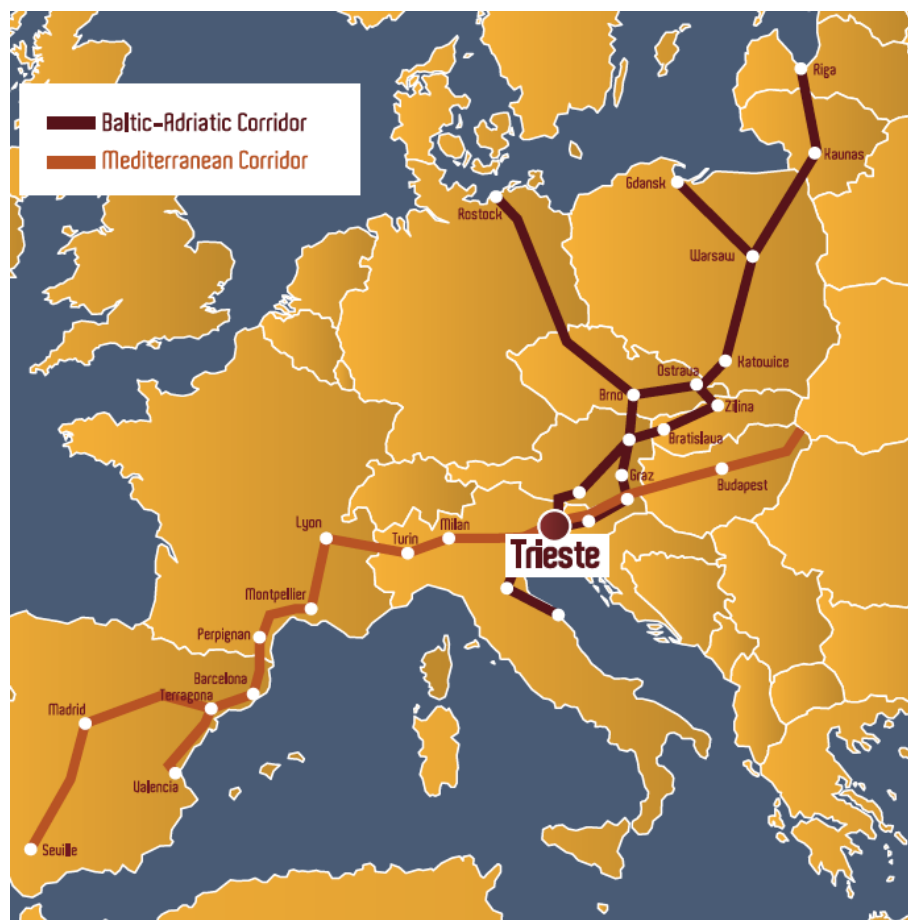 Baltic-Adriatic Corridor
Mediterranean Corridor
Riga
Kaunas
Gdansk
Rostock
Warsaw
Katowice
Ostrava
Brno
Zilina
Bratislava
Graz
Budapest
Lyon
Turin
Milan
Trieste
Montpellier
Perpignan
Barcelona
Terragona
Madrid
Valencia
Seville